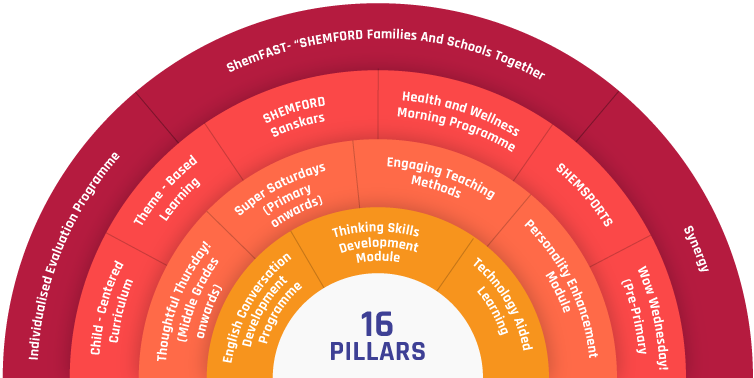 ShemFAST- “SHEMFORD Families And Schools Together
Individualised Evaluation Programme
Synergy
Child - Centered
Curriculum
Theme - Based
Learning
SHEMFORD
Sanskars
Health and Wellness
Morning Programme
SHEMSPORTS
Wow Wednesday!
(Pre-Primary
Thoughtful Thursday!
(Middle Grades
onwards)
Super Saturdays
(Primary
onwards)
Engaging Teaching
Methods
Personality Enhancement
Module
English Conversation
Development
Programme
Thinking Skills
Development
Module
Technology Aided
Learning
16
PILLARS